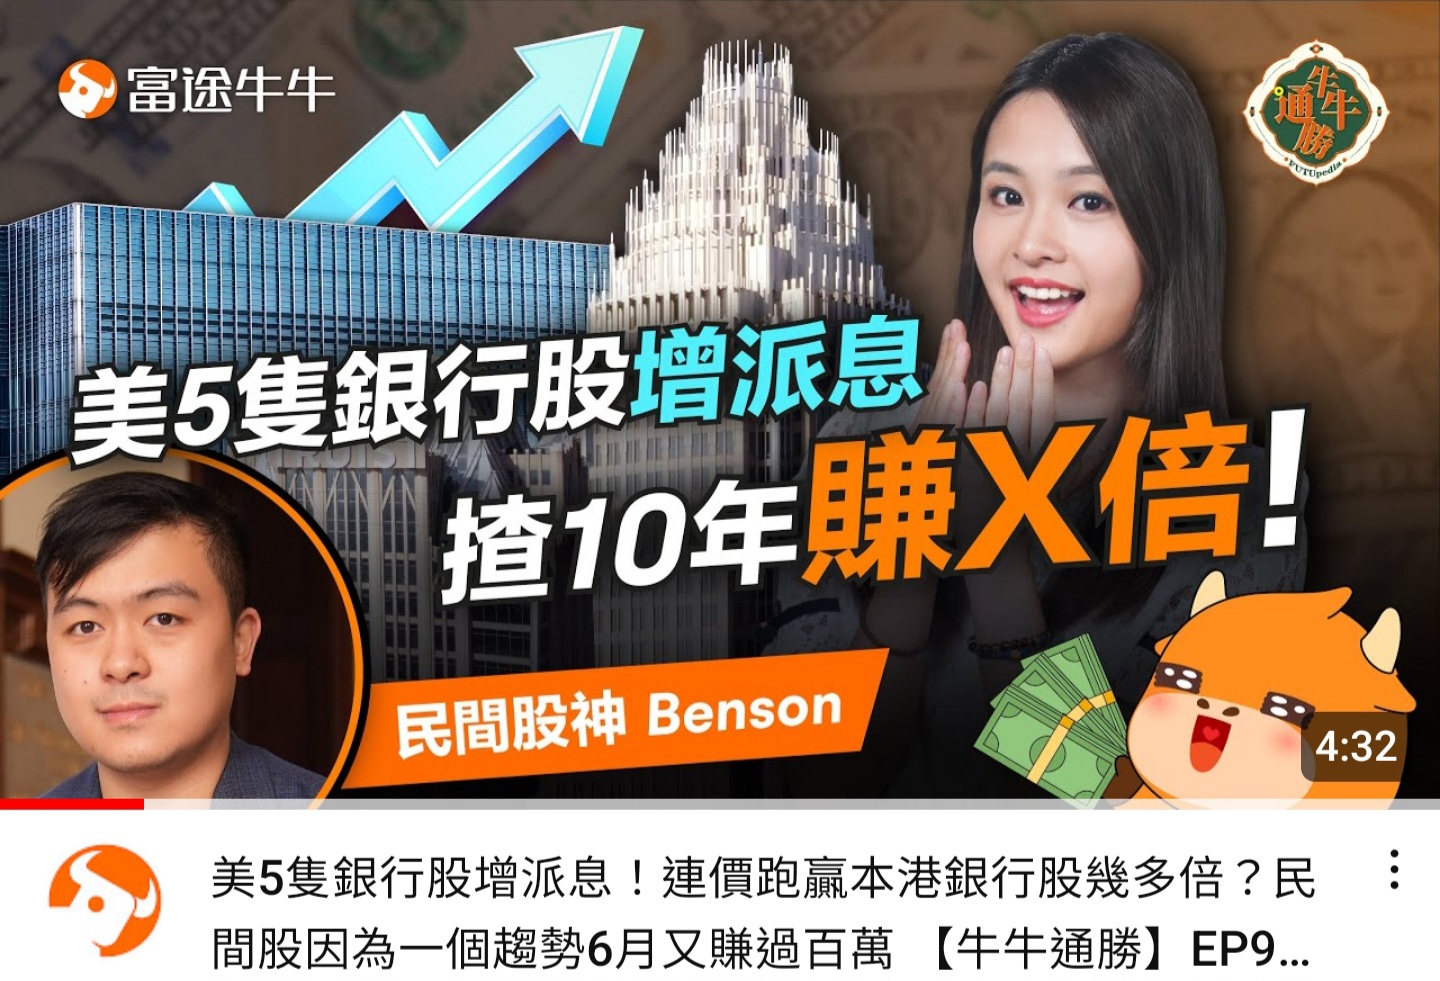 富途牛牛
牛牛通勝
FUTUpedia
美5隻銀行股增派息
揸10年賺X倍!
民間股神 Benson
4:32
美5隻銀行股增派息！連價跑贏本港銀行股幾多倍？民
間股因為一個趨勢6月又賺過百萬 【牛牛通勝】EP9...